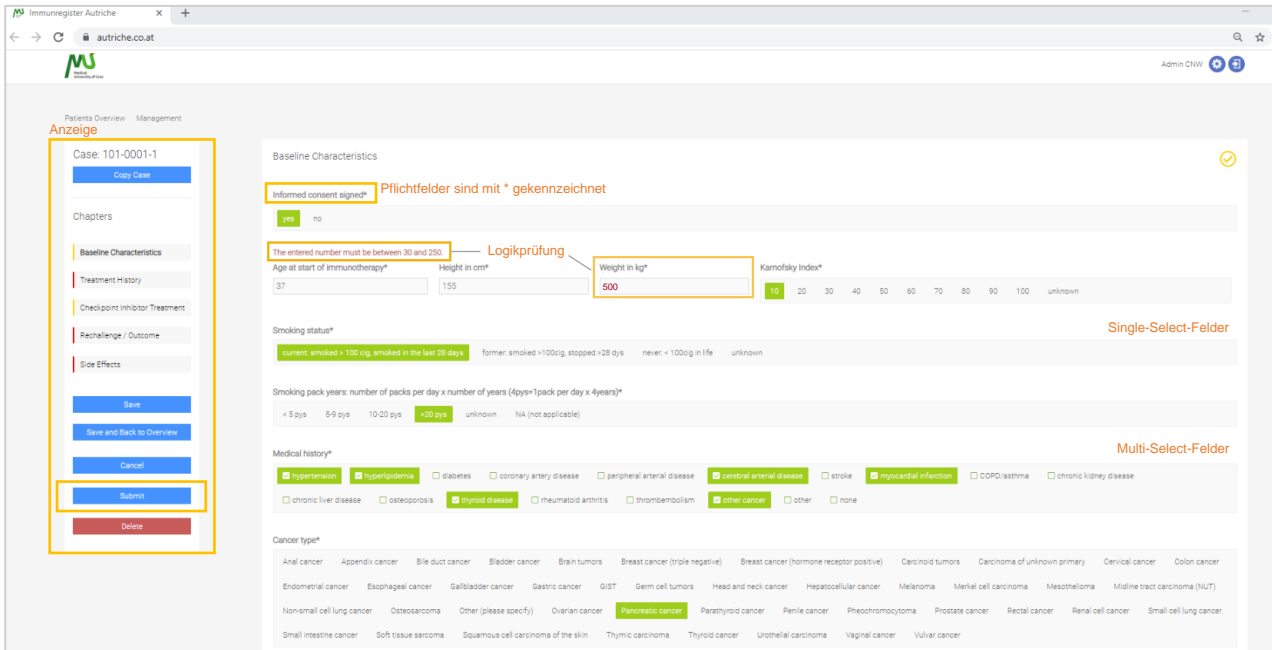 Immunregister Autriche
autriche.co.at
MU
Medical
University of Graz
Admin CNW
Patients Overview Management
Anzeige
Case: 101-0001-1
Copy Case
Chapters
Baseline Characteristics
Treatment History
Checkpoint Inhibitor Treatment
Rechallenge / Outcome
Side Effects
Save
Save and Back to Overview
Cancel
Submit
Delete
Baseline Characteristics
Informed consent signed* Pflichtfelder sind mit * gekennzeichnet
yes no
The entered number must be between 30 and 250. Logikprüfung
Age at start of immunotherapy* Height in cm* Weight in kg* Karnofsky Index*
37 155 500 10 20 30 40 50 60 70 80 90 100 unknown
Smoking status* Single-Select-Felder
current: smoked > 100 cig, smoked in the last 28 days former: smoked >100cig, stopped >28 dys never: < 100cig in life unknown
Smoking pack years: number of packs per day x number of years (4pys=1pack per day x 4years)*
< 5 pys 5-9 pys 10-20 pys >20 pys unknown NA (not applicable)
Medical history* Multi-Select-Felder
hypertension hyperlipidemia diabetes coronary artery disease peripheral arterial disease cerebral arterial disease stroke myocardial infarction COPD/asthma chronic kidney disease
chronic liver disease osteoporosis thyroid disease rheumatoid arthritis thrombembolism other cancer other none
Cancer type*
Anal cancer Appendix cancer Bile duct cancer Bladder cancer Brain tumors Breast cancer (triple negative) Breast cancer (hormone receptor positive) Carcinoid tumors Carcinoma of unknown primary Cervical cancer Colon cancer
Endometrial cancer Esophageal cancer Gallbladder cancer Gastric cancer GIST Germ cell tumors Head and neck cancer Hepatocellular cancer Melanoma Merkel cell carcinoma Mesothelioma Midline tract carcinoma (NUT)
Non-small cell lung cancer Osteosarcoma Other (please specify) Ovarian cancer Pancreatic cancer Parathyroid cancer Penile cancer Pheochromocytoma Prostate cancer Rectal cancer Renal cell cancer Small cell lung cancer
Small intestine cancer Soft tissue sarcoma Squamous cell carcinoma of the skin Thymic carcinoma Thyroid cancer Urothelial carcinoma Vaginal cancer Vulvar cancer